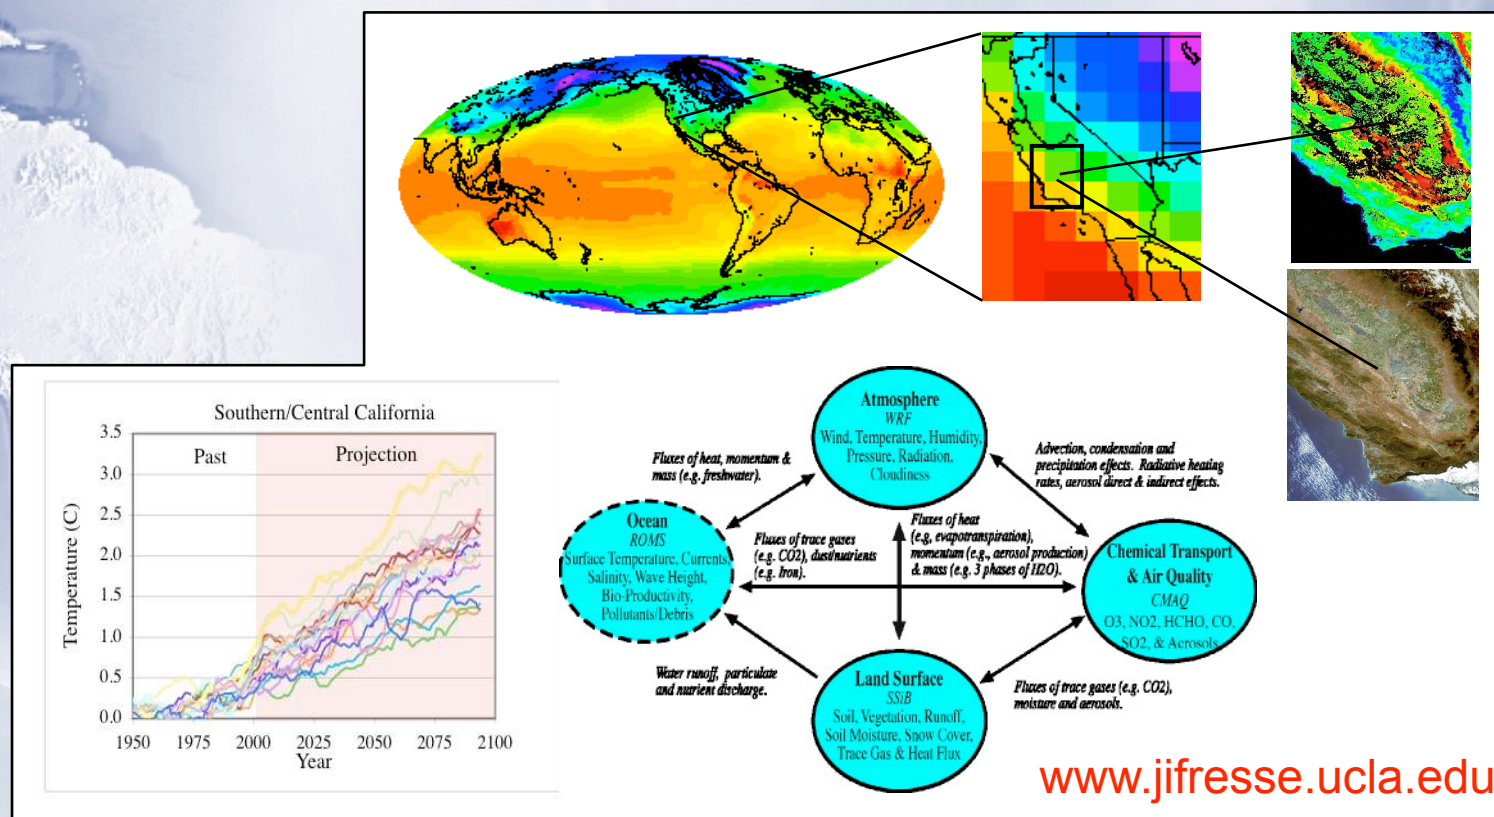 Southern/Central California
Past
Projection
3.5
3.0
2.5
2.0
1.5
1.0
0.5
0.0
Temperature (C)
1950
1975
2000
2025
2050
2075
2100
Year
Atmosphere
WRF
Wind, Temperature, Humidity,
Pressure, Radiation,
Cloudiness
Fluxes of heat, momentum &
mass (e.g. freshwater).
Advection, condensation and
precipitation effects. Radiative heating
rates, aerosol direct & indirect effects.
Ocean
ROMS
Surface Temperature, Currents,
Salinity, Wave Height,
Bio-Productivity,
Pollutants/Debris
Fluxes of trace gases
(e.g. CO2), dust/nutrients
(e.g. Iron).
Fluxes of heat
(e.g, evapotranspiration),
momentum (e.g., aerosol production)
& mass (e.g. 3 phases of H2O).
Chemical Transport
& Air Quality
CMAQ
O3, NO2, HCHO, CO,
SO2, & Aerosols
Water runoff, particulate
and nutrient discharge.
Land Surface
SSiB
Soil, Vegetation, Runoff,
Soil Moisture, Snow Cover,
Trace Gas & Heat Flux
Fluxes of trace gases (e.g. CO2),
moisture and aerosols.
www.jifresse.ucla.edu